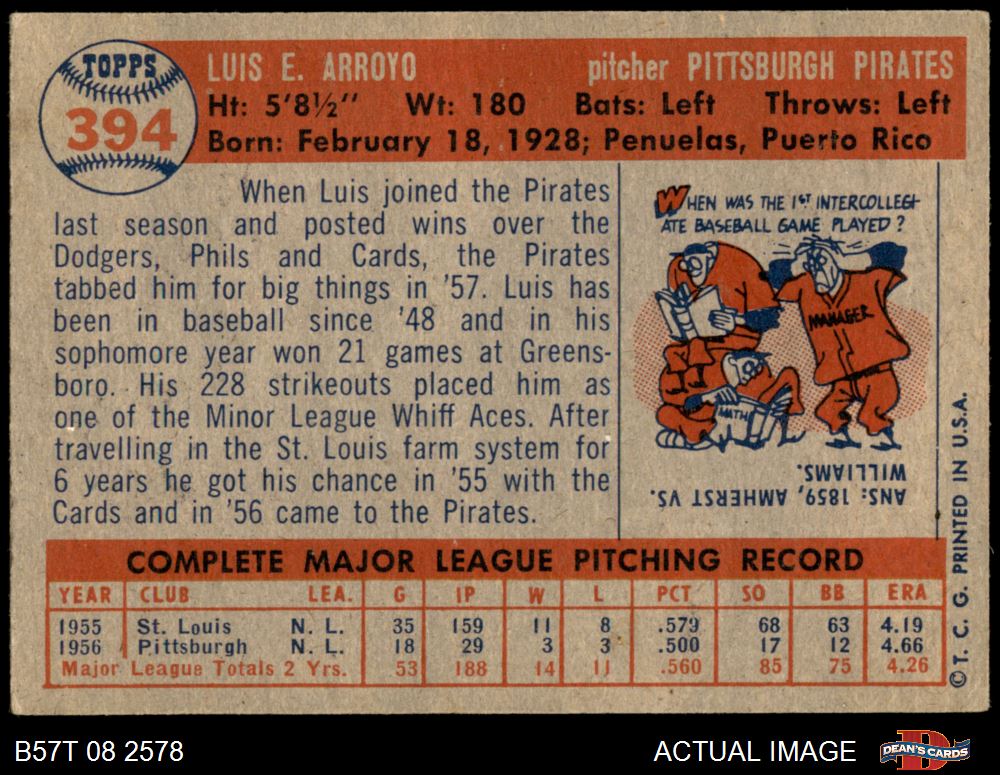 TOPPS
394
LUIS E. ARROYO pitcher PITTSBURGH PIRATES
Ht: 5'8½" Wt: 180 Bats: Left Throws: Left
Born: February 18, 1928; Penuelas, Puerto Rico
When Luis joined the Pirates
last season and posted wins over the
Dodgers, Phils and Cards, the Pirates
tabbed him for big things in '57. Luis has
been in baseball since '48 and in his
sophomore year won 21 games at Greens-
boro. His 228 strikeouts placed him as
one of the Minor League Whiff Aces. After
travelling in the St. Louis farm system for
6 years he got his chance in '55 with the
Cards and in '56 came to the Pirates.
WHEN WAS THE 1ST INTERCOLLEGI-
ATE BASEBALL GAME PLAYED?
MANAGER
MATH
ANS: 1859, AMHERST VS.
WILLIAMS.
COMPLETE MAJOR LEAGUE PITCHING RECORD
YEAR CLUB LEA. G IP W L PCT SO BB ERA
1955 St. Louis N. L. 35 159 11 8 .579 68 63 4.19
1956 Pittsburgh N. L. 18 29 3 3 .500 17 12 4.66
Major League Totals 2 Yrs. 53 188 14 11 .560 85 75 4.26
©T. C. G. PRINTED IN U.S.A.
B57T 08 2578 ACTUAL IMAGE DEAN'S CARDS